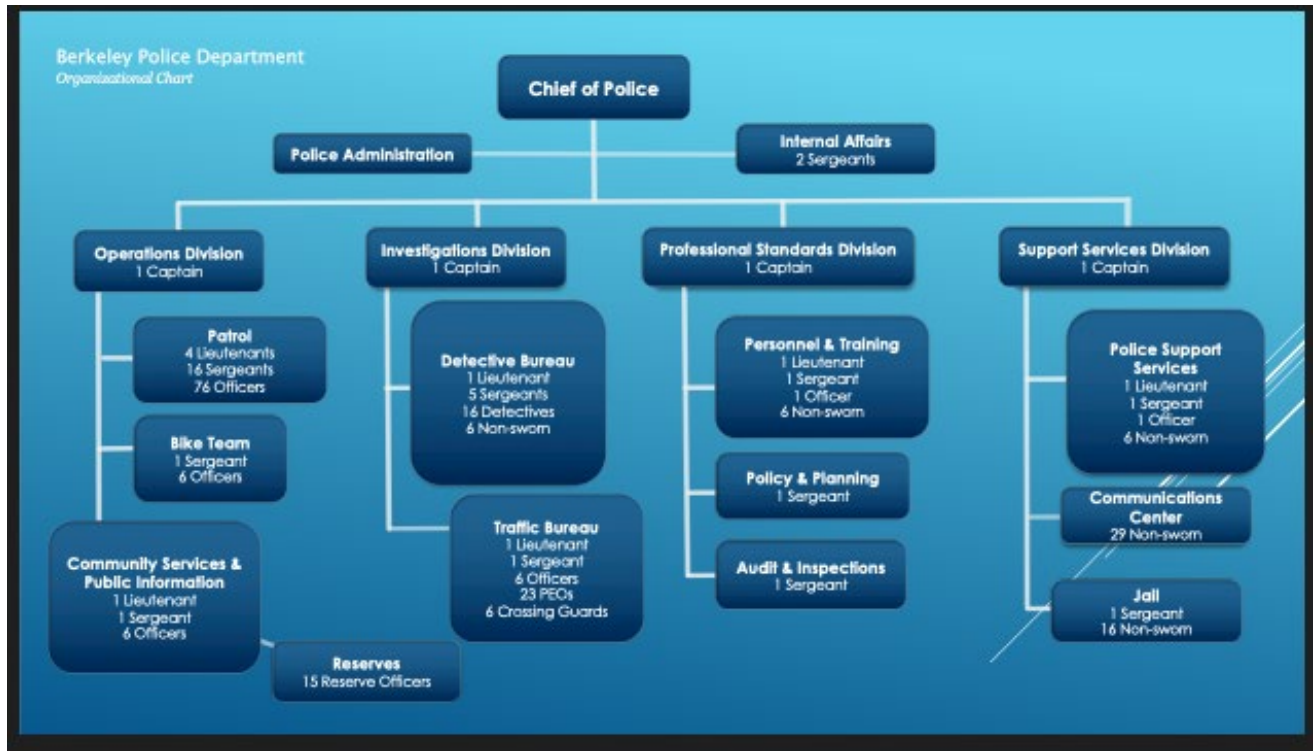 Berkeley Police Department
Organizational Chart
Chief of Police
Police Administration
Internal Affairs
2 Sergeants
Operations Division
1 Captain
Patrol
4 Lieutenants
16 Sergeants
76 Officers
Bike Team
1 Sergeant
6 Officers
Community Services &
Public Information
1 Lieutenant
1 Sergeant
6 Officers
Reserves
15 Reserve Officers
Investigations Division
1 Captain
Detective Bureau
1 Lieutenant
5 Sergeants
16 Detectives
6 Non-sworn
Traffic Bureau
1 Lieutenant
1 Sergeant
6 Officers
23 PEOs
6 Crossing Guards
Professional Standards Division
1 Captain
Personnel & Training
1 Lieutenant
1 Sergeant
1 Officer
6 Non-sworn
Policy & Planning
1 Sergeant
Audit & Inspections
1 Sergeant
Support Services Division
1 Captain
Police Support
Services
1 Lieutenant
1 Sergeant
1 Officer
6 Non-sworn
Communications
Center
29 Non-sworn
Jail
1 Sergeant
16 Non-sworn